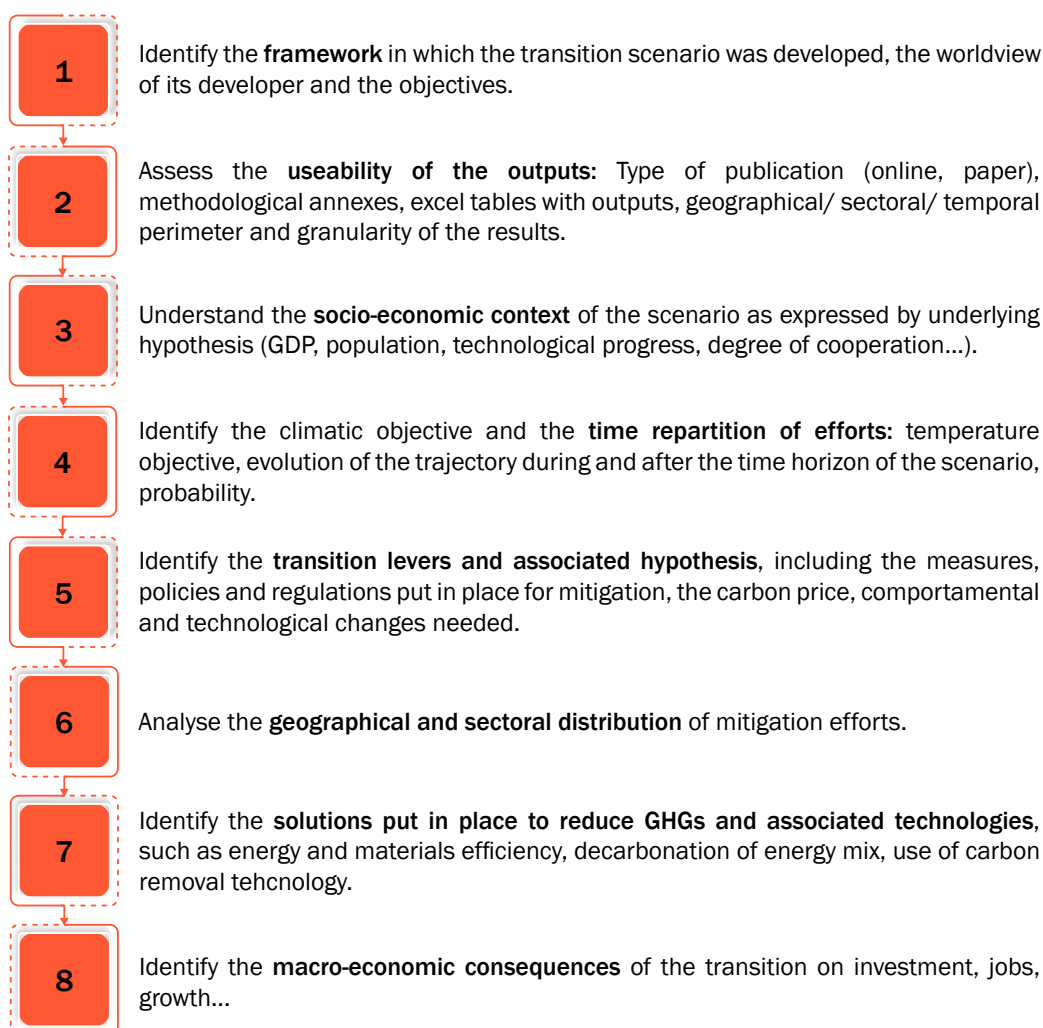 1
Identify the framework in which the transition scenario was developed, the worldview
of its developer and the objectives.
2
Assess the useability of the outputs: Type of publication (online, paper),
methodological annexes, excel tables with outputs, geographical/ sectoral/ temporal
perimeter and granularity of the results.
3
Understand the socio-economic context of the scenario as expressed by underlying
hypothesis (GDP, population, technological progress, degree of cooperation...).
4
Identify the climatic objective and the time repartition of efforts: temperature
objective, evolution of the trajectory during and after the time horizon of the scenario,
probability.
5
Identify the transition levers and associated hypothesis, including the measures,
policies and regulations put in place for mitigation, the carbon price, comportamental
and technological changes needed.
6
Analyse the geographical and sectoral distribution of mitigation efforts.
7
Identify the solutions put in place to reduce GHGs and associated technologies,
such as energy and materials efficiency, decarbonation of energy mix, use of carbon
removal tehcnology.
8
Identify the macro-economic consequences of the transition on investment, jobs,
growth...